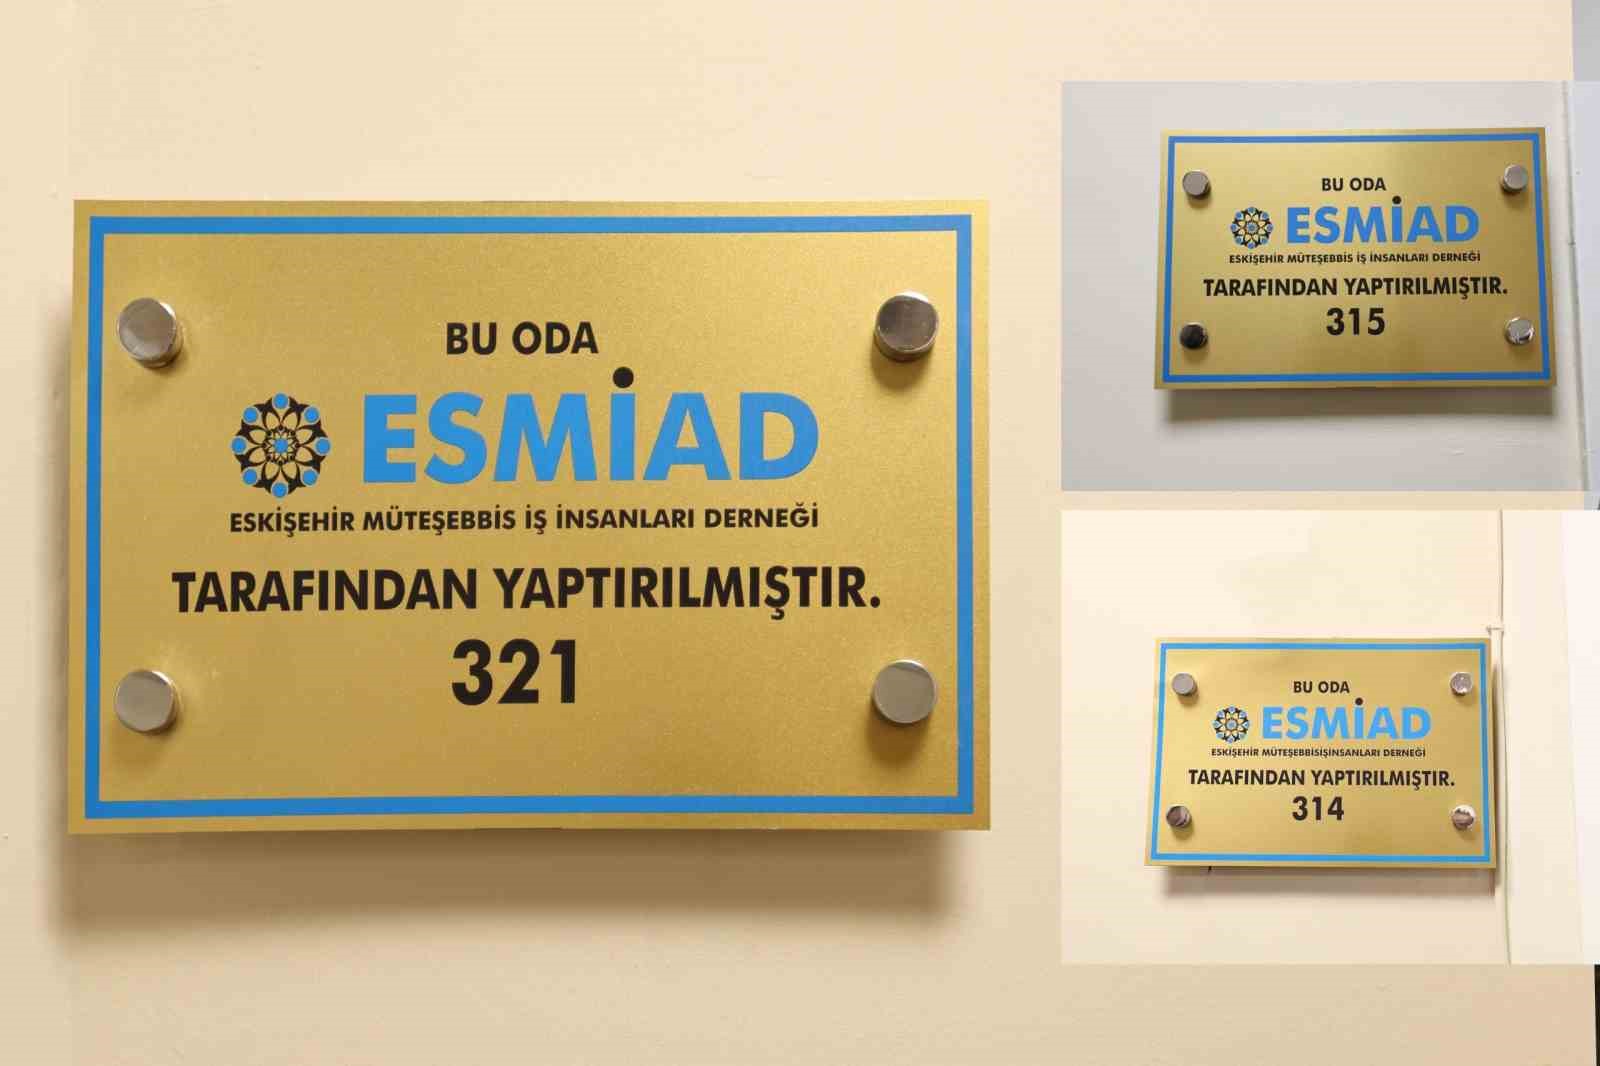 BU ODA
ESMİAD
ESKİŞEHİR MÜTEŞEBBİS İŞ İNSANLARI DERNEĞİ
TARAFINDAN YAPTIRILMIŞTIR.
321
BU ODA
ESMİAD
ESKİŞEHİR MÜTEŞEBBİS İŞ İNSANLARI DERNEĞİ
TARAFINDAN YAPTIRILMIŞTIR.
315
BU ODA
ESMİAD
ESKİŞEHİR MÜTEŞEBBİSİŞİNSANLARI DERNEĞİ
TARAFINDAN YAPTIRILMIŞTIR.
314